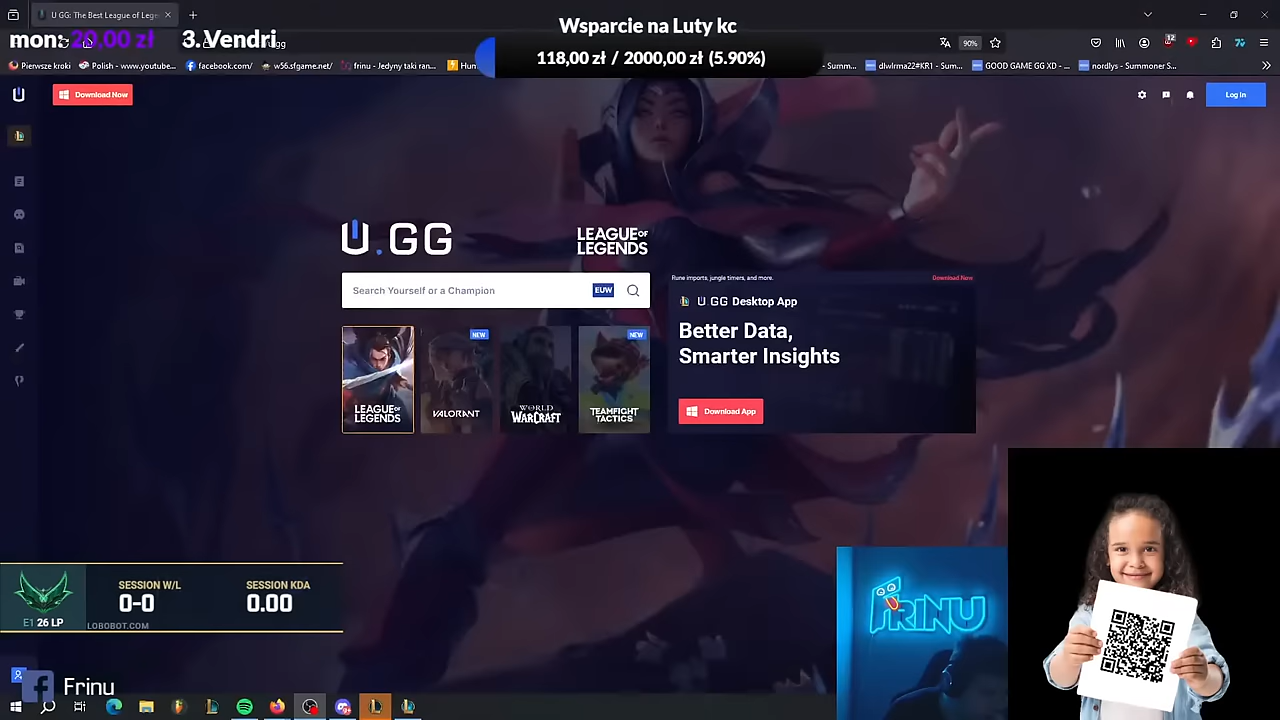 U GG: The Best League of Lege
mon: 20,00 zł
3.Vendri
Wsparcie na Luty kc
118,00 zł / 2000,00 zł (5.90%)
90%
12
Pierwsze kroki
Polish - www.youtube...
facebook.com/
w56.sfgame.net/
frinu - Jedyny taki ran...
Hun
- Summ...
dlwlrma22#KR1 - Sum...
GOOD GAME GG XD - ...
nordlys - Summoner S...
Download Now
Log In
U.GG
LEAGUE OF
LEGENDS
Search Yourself or a Champion
EUW
Rune imports, jungle timers, and more.
Download Now
U GG Desktop App
Better Data,
Smarter Insights
Download App
LEAGUE OF
LEGENDS
NEW
VALORANT
WORLD
WARCRAFT
NEW
TEAMFIGHT
TACTICS
SESSION W/L
SESSION KDA
0-0
0.00
E1 26 LP
LOBOBOT.COM
Frinu
FRINU